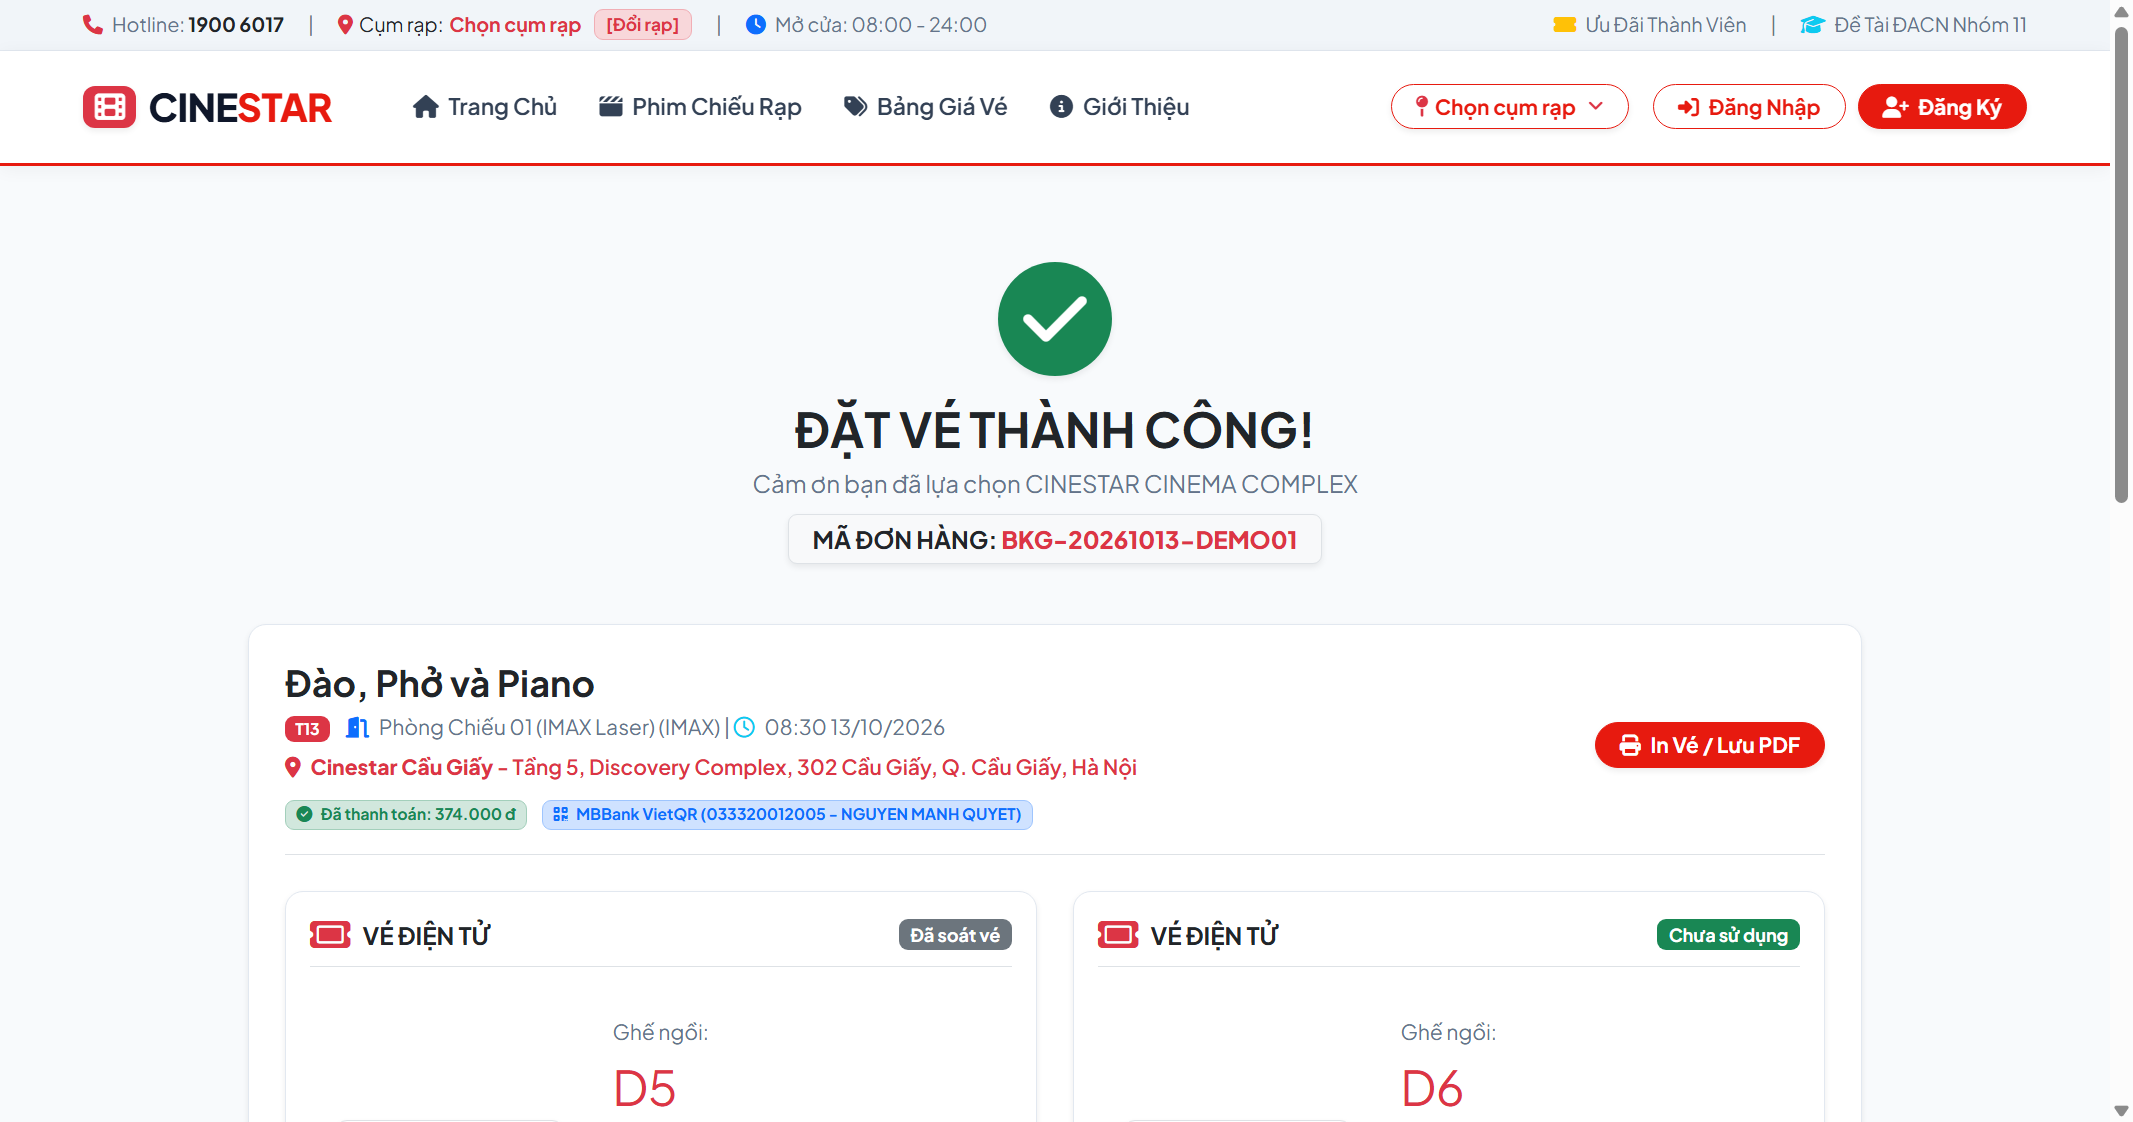 Hotline: 1900 6017 | Cụm rạp: Chọn cụm rạp [Đổi rạp] | Mở cửa: 08:00 - 24:00
Ưu Đãi Thành Viên | Đề Tài ĐACN Nhóm 11
CINESTAR
Trang Chủ
Phim Chiếu Rạp
Bảng Giá Vé
Giới Thiệu
Chọn cụm rạp
Đăng Nhập
Đăng Ký
ĐẶT VÉ THÀNH CÔNG!
Cảm ơn bạn đã lựa chọn CINESTAR CINEMA COMPLEX
MÃ ĐƠN HÀNG: BKG-20261013-DEMO01
Đào, Phở và Piano
T13 Phòng Chiếu 01 (IMAX Laser) (IMAX) | 08:30 13/10/2026
Cinestar Cầu Giấy - Tầng 5, Discovery Complex, 302 Cầu Giấy, Q. Cầu Giấy, Hà Nội
In Vé / Lưu PDF
Đã thanh toán: 374.000 đ
MBBank VietQR (033320012005 - NGUYEN MANH QUYET)
VÉ ĐIỆN TỬ
Đã soát vé
Ghế ngồi:
D5
VÉ ĐIỆN TỬ
Chưa sử dụng
Ghế ngồi:
D6